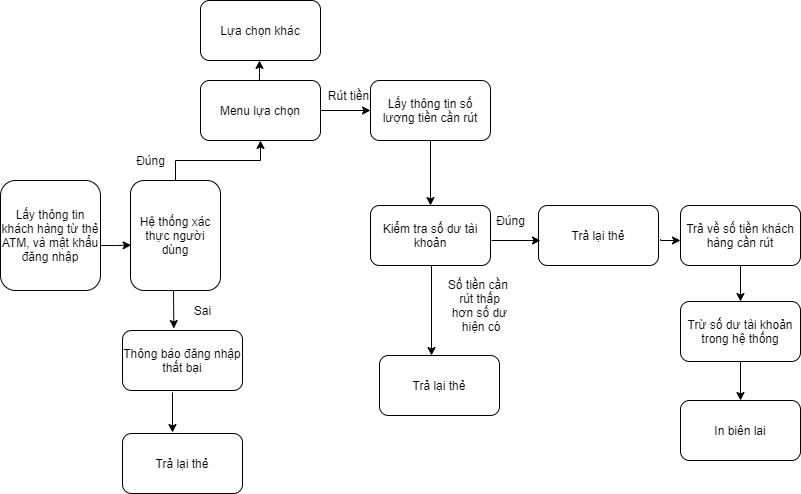 Lựa chọn khác
Menu lựa chọn
Rút tiền
Lấy thông tin số
lượng tiền cần rút
Đúng
Lấy thông tin
khách hàng từ thẻ
ATM, và mật khẩu
đăng nhập
Hệ thống xác
thực người
dùng
Kiểm tra số dư tài
khoản
Đúng
Trả lại thẻ
Trả về số tiền khách
hàng cần rút
Số tiền cần
rút thấp
hơn số dư
hiện có
Sai
Thông báo đăng nhập
thất bại
Trừ số dư tài khoản
trong hệ thống
Trả lại thẻ
In biên lai
Trả lại thẻ